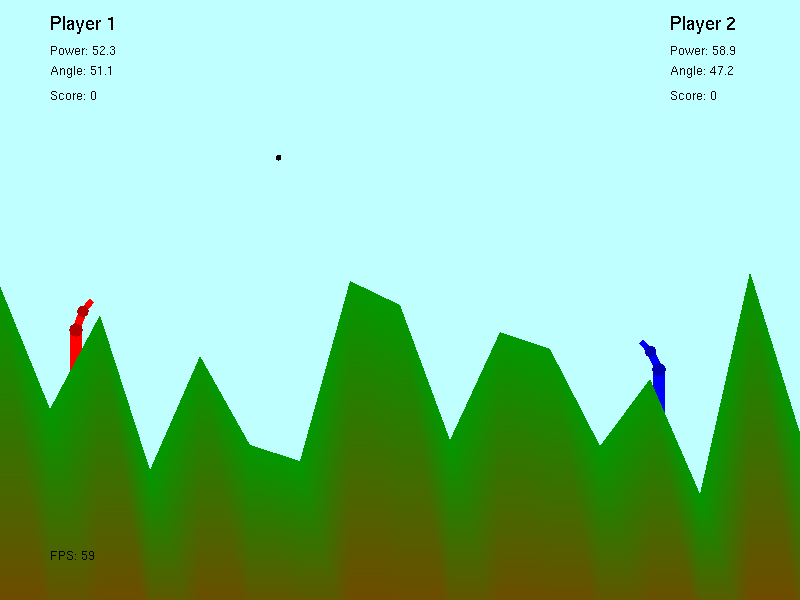 Player 1
Power: 52.3
Angle: 51.1
Score: 0
Player 2
Power: 58.9
Angle: 47.2
Score: 0
FPS: 59